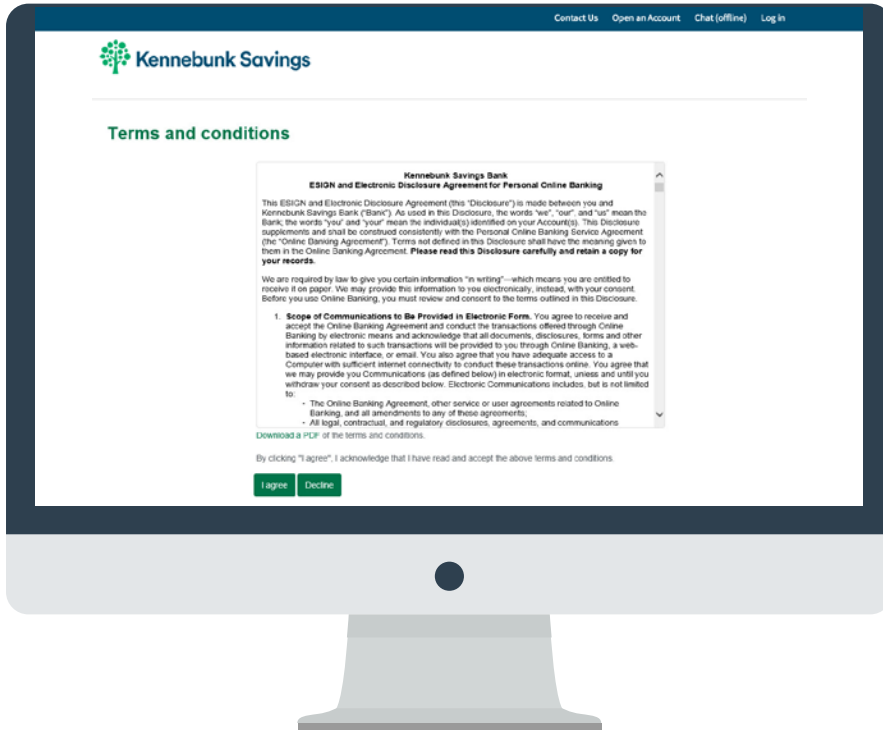 Contact Us Open an Account Chat (offline) Log in
Kennebunk Savings
Terms and conditions
Kennebunk Savings Bank
ESIGN and Electronic Disclosure Agreement for Personal Online Banking
This ESIGN and Electronic Disclosure Agreement (this "Disclosure") is made between you and
Kennebunk Savings Bank ("Bank"). As used in this Disclosure, the words "we", "our", and "us" mean the
Bank; the words "you" and "your" mean the individual(s) identified on your Account(s). This Disclosure
supplements and shall be construed consistently with the Personal Online Banking Service Agreement
(the "Online Banking Agreement"). Terms not defined in this Disclosure shall have the meaning given to
them in the Online Banking Agreement. Please read this Disclosure carefully and retain a copy for
your records.
We are required by law to give you certain information "in writing"—which means you are entitled to
receive it on paper. We may provide this information to you electronically, instead, with your consent.
Before you use Online Banking, you must review and consent to the terms outlined in this Disclosure.
1. Scope of Communications to Be Provided in Electronic Form. You agree to receive and
accept the Online Banking Agreement and conduct the transactions offered through Online
Banking by electronic means and acknowledge that all documents, disclosures, forms and other
information related to such transactions will be provided to you through Online Banking, a web-
based electronic interface, or email. You also agree that you have adequate access to a
Computer with sufficient internet connectivity to conduct these transactions online. You agree that
we may provide you Communications (as defined below) in electronic format, unless and until you
withdraw your consent as described below. Electronic Communications includes, but is not limited
to:
• The Online Banking Agreement, other service or user agreements related to Online
Banking, and all amendments to any of these agreements;
• All legal, contractual, and regulatory disclosures, agreements, and communications
Download a PDF of the terms and conditions.
By clicking "I agree", I acknowledge that I have read and accept the above terms and conditions.
I agree Decline